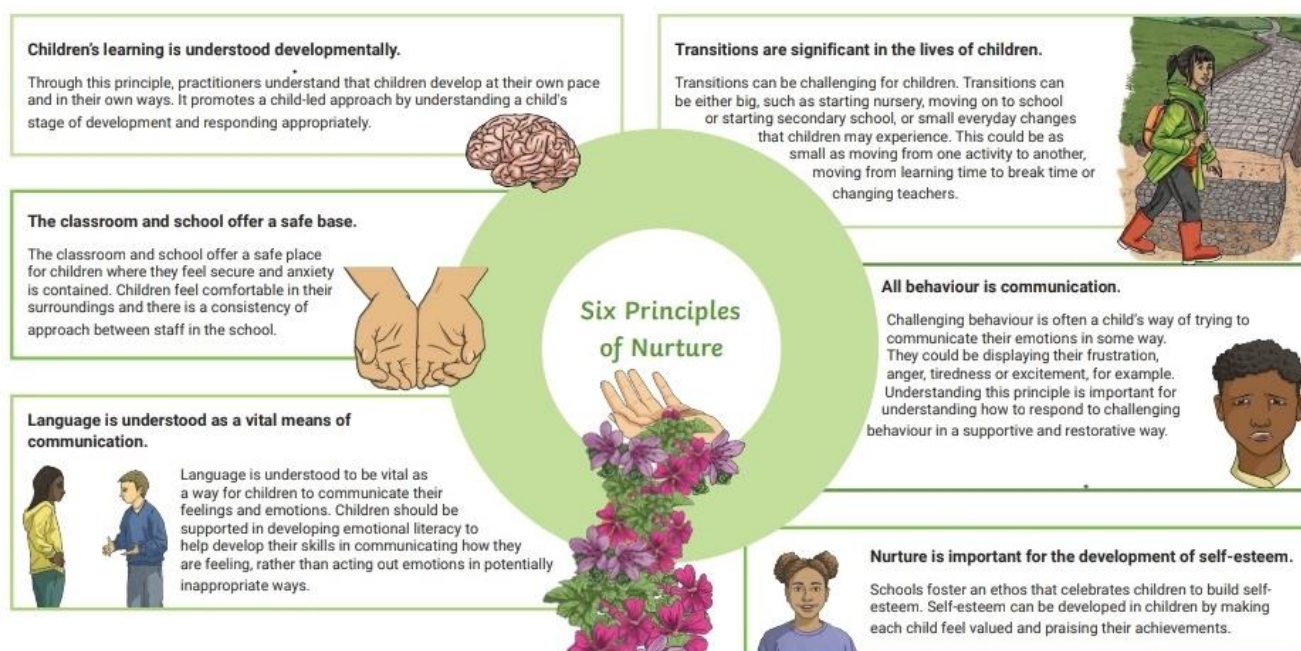 Children's learning is understood developmentally.
Through this principle, practitioners understand that children develop at their own pace
and in their own ways. It promotes a child-led approach by understanding a child's
stage of development and responding appropriately.
The classroom and school offer a safe base.
The classroom and school offer a safe place
for children where they feel secure and anxiety
is contained. Children feel comfortable in their
surroundings and there is a consistency of
approach between staff in the school.
Language is understood as a vital means of
communication.
Language is understood to be vital as
a way for children to communicate their
feelings and emotions. Children should be
supported in developing emotional literacy to
help develop their skills in communicating how they
are feeling, rather than acting out emotions in potentially
inappropriate ways.
Six Principles
of Nurture
Transitions are significant in the lives of children.
Transitions can be challenging for children. Transitions can
be either big, such as starting nursery, moving on to school
or starting secondary school, or small everyday changes
that children may experience. This could be as
small as moving from one activity to another,
moving from learning time to break time or
changing teachers.
All behaviour is communication.
Challenging behaviour is often a child's way of trying to
communicate their emotions in some way.
They could be displaying their frustration,
anger, tiredness or excitement, for example.
Understanding this principle is important for
understanding how to respond to challenging
behaviour in a supportive and restorative way.
Nurture is important for the development of self-esteem.
Schools foster an ethos that celebrates children to build self-
esteem. Self-esteem can be developed in children by making
each child feel valued and praising their achievements.